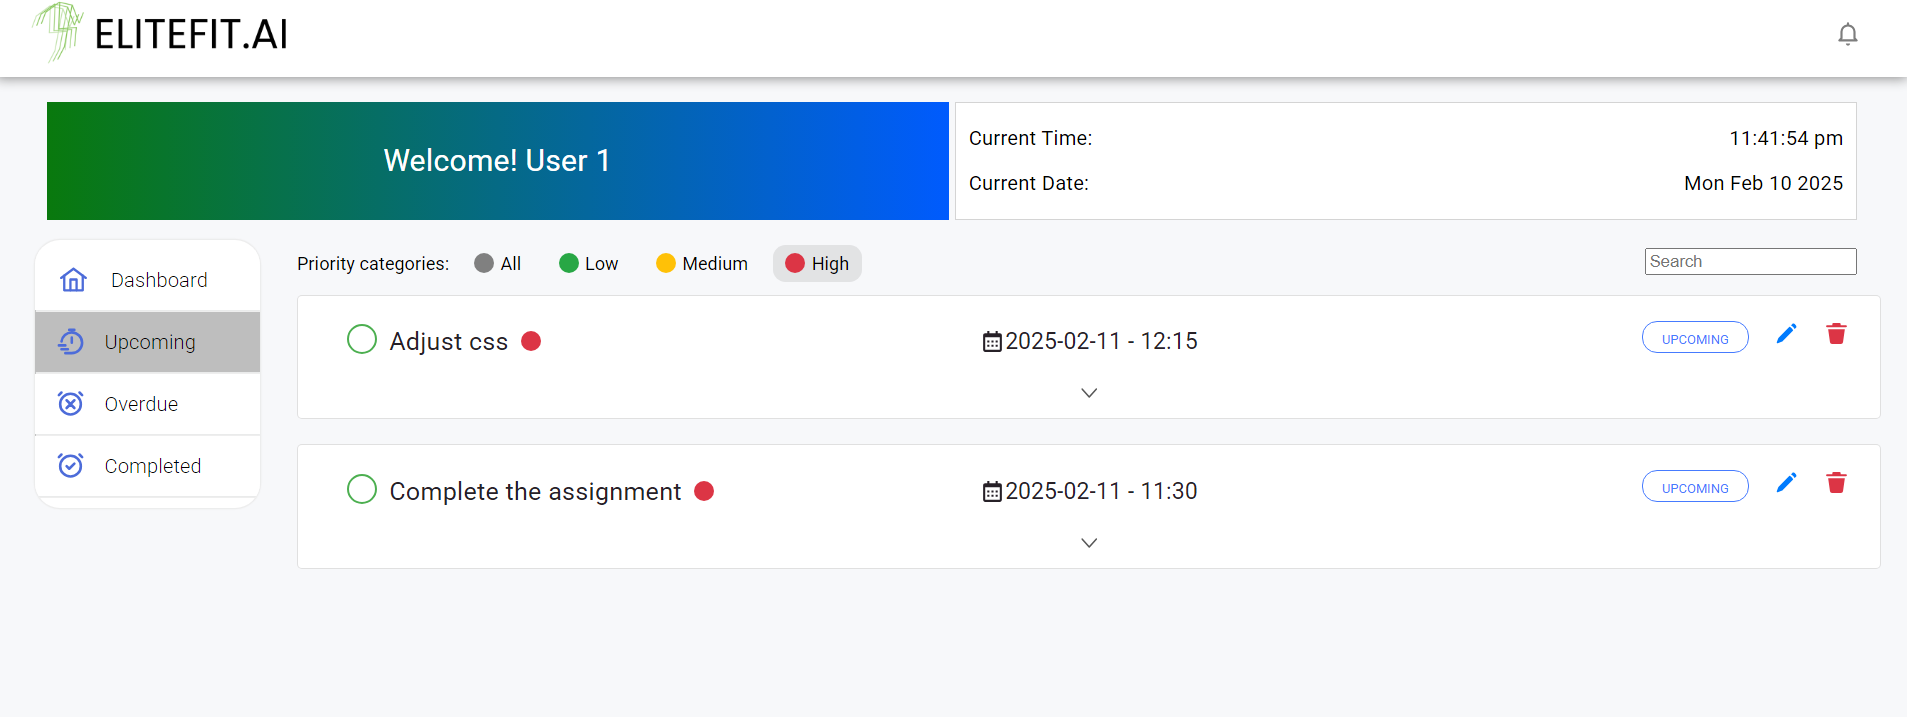 ELITEFIT.AI
Welcome! User 1
Current Time: 11:41:54 pm
Current Date: Mon Feb 10 2025
Dashboard
Upcoming
Overdue
Completed
Priority categories: All Low Medium High Search
Adjust css 2025-02-11 - 12:15 UPCOMING
Complete the assignment 2025-02-11 - 11:30 UPCOMING